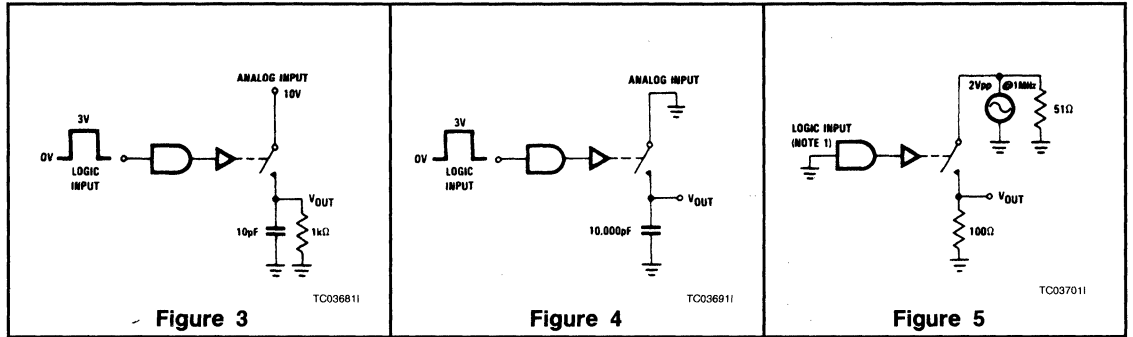 ANALOG INPUT
10V
3V
0V
LOGIC
INPUT
VOUT
10pF
1kΩ
TC03681I
Figure 3
ANALOG INPUT
3V
0V
LOGIC
INPUT
VOUT
10.000pF
TC03691I
Figure 4
2Vpp @1MHz
51Ω
LOGIC INPUT
(NOTE 1)
VOUT
100Ω
TC03701I
Figure 5